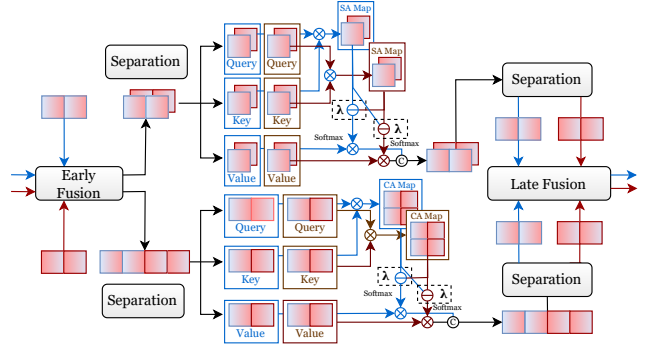 SA Map
Separation
Separation
SA Map
Query
Query
Key
Key
λ
λ
Softmax
Softmax
Value
Value
C
Early
Fusion
Late Fusion
CA Map
Query
Query
CA Map
Key
Key
λ
λ
Separation
Separation
Softmax
Softmax
Value
Value
C